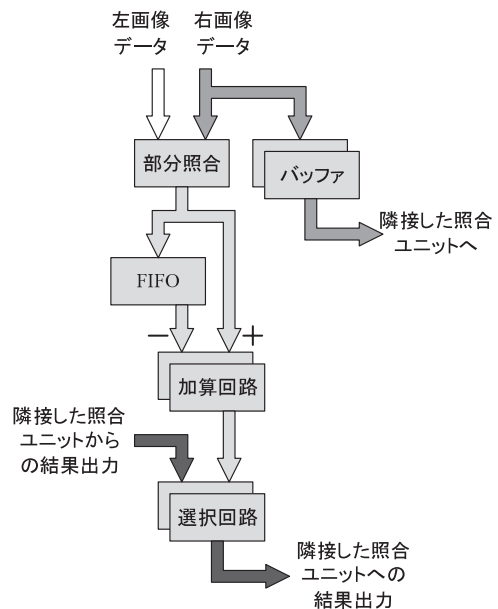 左画像
データ
右画像
データ
部分照合
バッファ
隣接した照合
ユニットへ
FIFO
−
+
加算回路
隣接した照合
ユニットから
の結果出力
選択回路
隣接した照合
ユニットへの
結果出力